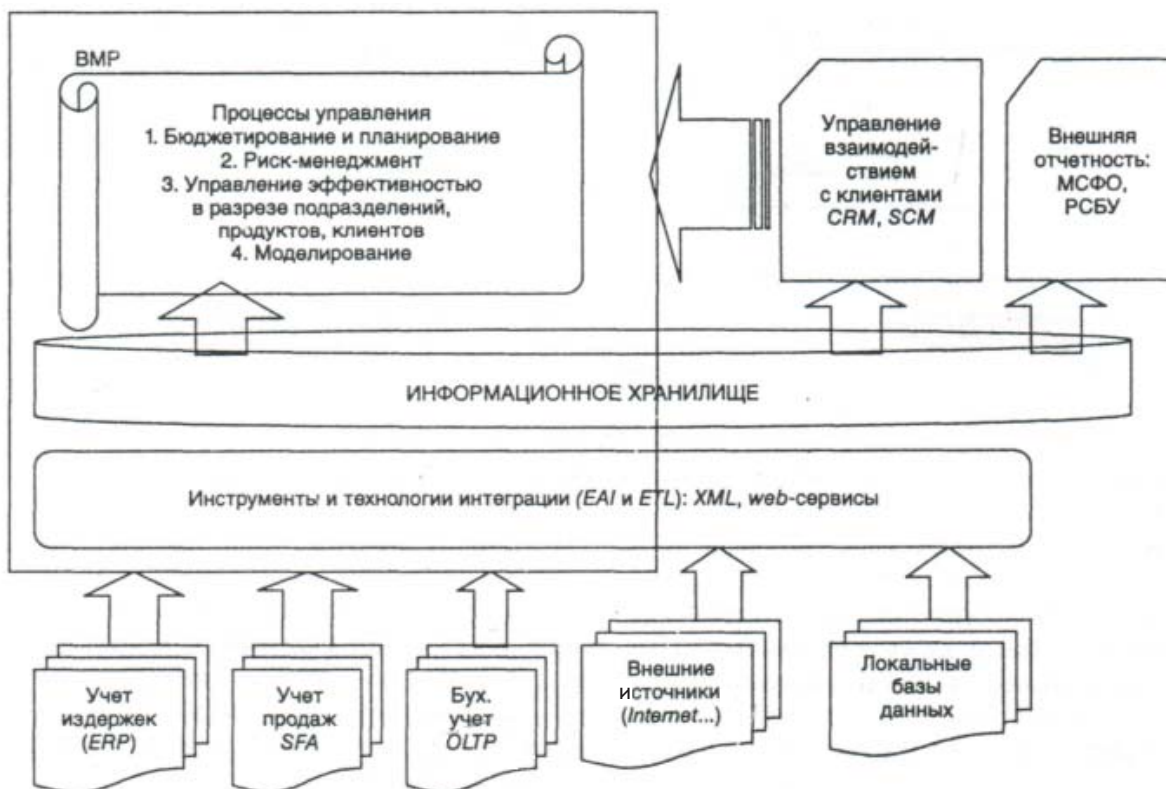 BMP
Процессы управления
1. Бюджетирование и планирование
2. Риск-менеджмент
3. Управление эффективностью
в разрезе подразделений,
продуктов, клиентов
4. Моделирование
Управление
взаимодей-
ствием
с клиентами
CRM, SCM
Внешняя
отчетность:
МСФО,
РСБУ
ИНФОРМАЦИОННОЕ ХРАНИЛИЩЕ
Инструменты и технологии интеграции (EAI и ETL): XML, web-сервисы
Учет
издержек
(ERP)
Учет
продаж
SFA
Бух.
учет
OLTP
Внешние
источники
(Internet...)
Локальные
базы
данных